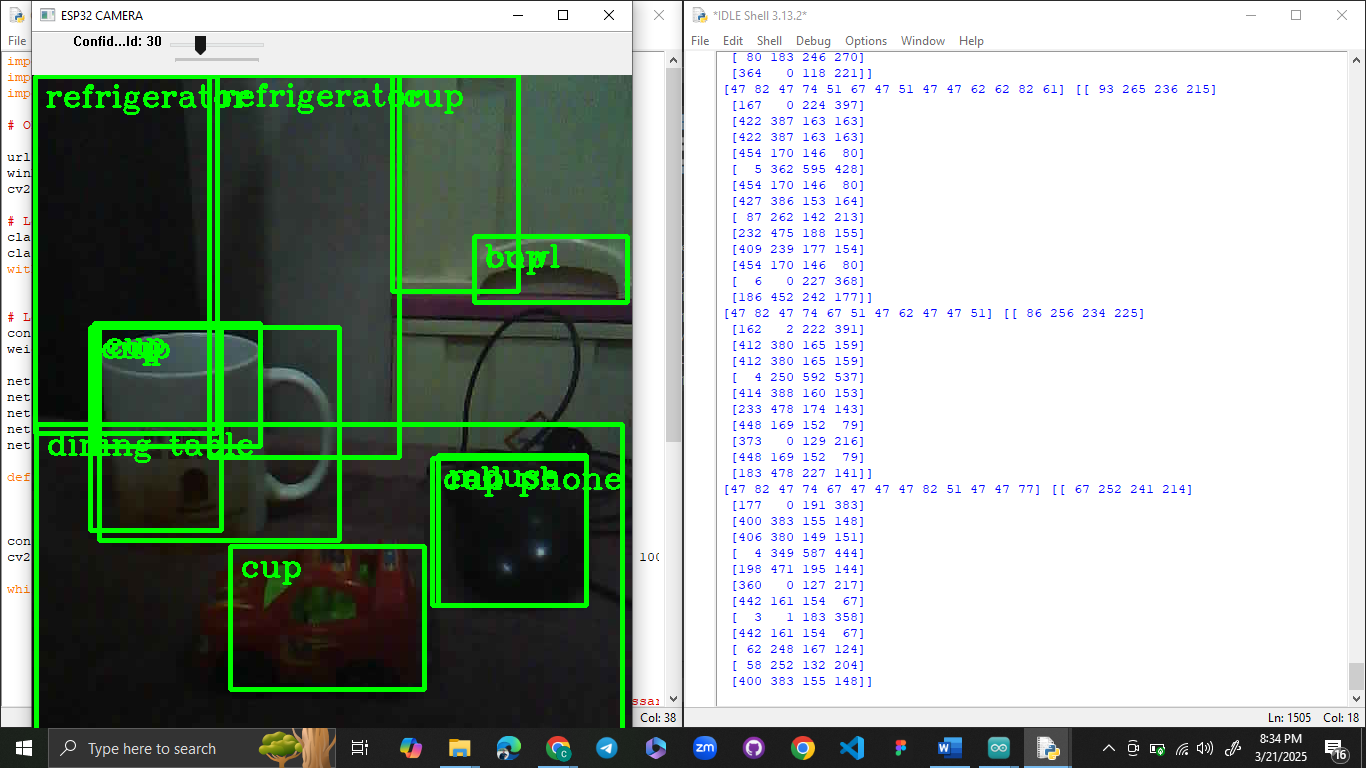 ESP32 CAMERA
Confid...ld: 30
refrigerator
refrigerator
cup
bowl
cup
cup
dining table
mouse
cell phone
cup
File
imp
imp
imp
# O
url
win
cv2
# L
cla
cla
wit
# L
con
wei
net
net
net
net
net
def
con
cv2
100
whi
ssar
Col: 38
*IDLE Shell 3.13.2*
File Edit Shell Debug Options Window Help
[ 80 183 246 270]
[364   0 118 221]]
[47 82 47 74 51 67 47 51 47 47 62 62 82 61] [[ 93 265 236 215]
[167   0 224 397]
[422 387 163 163]
[422 387 163 163]
[454 170 146  80]
[  5 362 595 428]
[454 170 146  80]
[427 386 153 164]
[ 87 262 142 213]
[232 475 188 155]
[409 239 177 154]
[454 170 146  80]
[  6   0 227 368]
[186 452 242 177]]
[47 82 47 74 67 51 47 62 47 47 51] [[ 86 256 234 225]
[162   2 222 391]
[412 380 165 159]
[412 380 165 159]
[  4 250 592 537]
[414 388 160 153]
[233 478 174 143]
[448 169 152  79]
[373   0 129 216]
[448 169 152  79]
[183 478 227 141]]
[47 82 47 74 67 47 47 47 82 51 47 47 77] [[ 67 252 241 214]
[177   0 191 383]
[400 383 155 148]
[406 380 149 151]
[  4 349 587 444]
[198 471 195 144]
[360   0 127 217]
[442 161 154  67]
[  3   1 183 358]
[442 161 154  67]
[ 62 248 167 124]
[ 58 252 132 204]
[400 383 155 148]]
Ln: 1505 Col: 18
Type here to search
zm
8:34 PM
3/21/2025
16